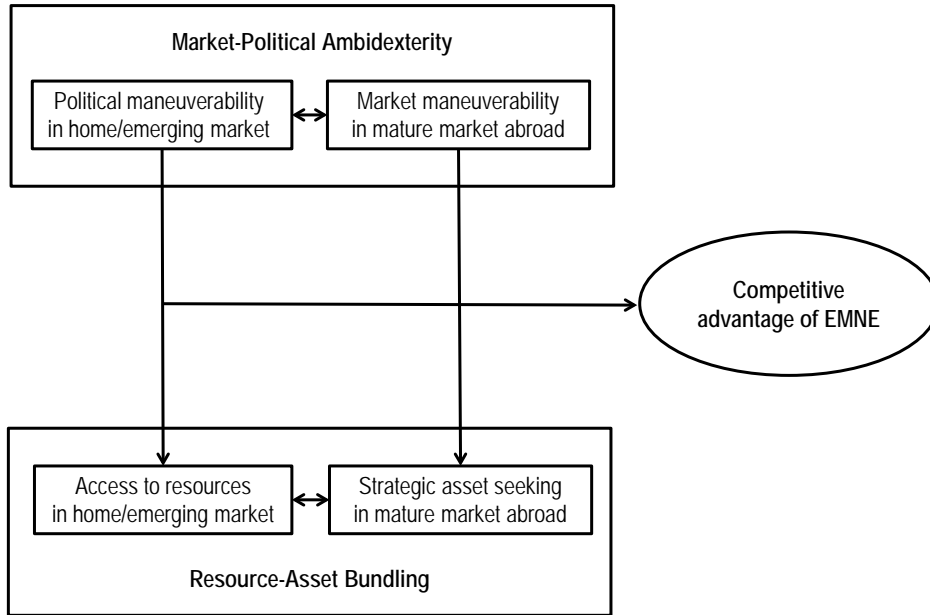 Market-Political Ambidexterity
Political maneuverability
in home/emerging market
Market maneuverability
in mature market abroad
Competitive
advantage of EMNE
Access to resources
in home/emerging market
Strategic asset seeking
in mature market abroad
Resource-Asset Bundling